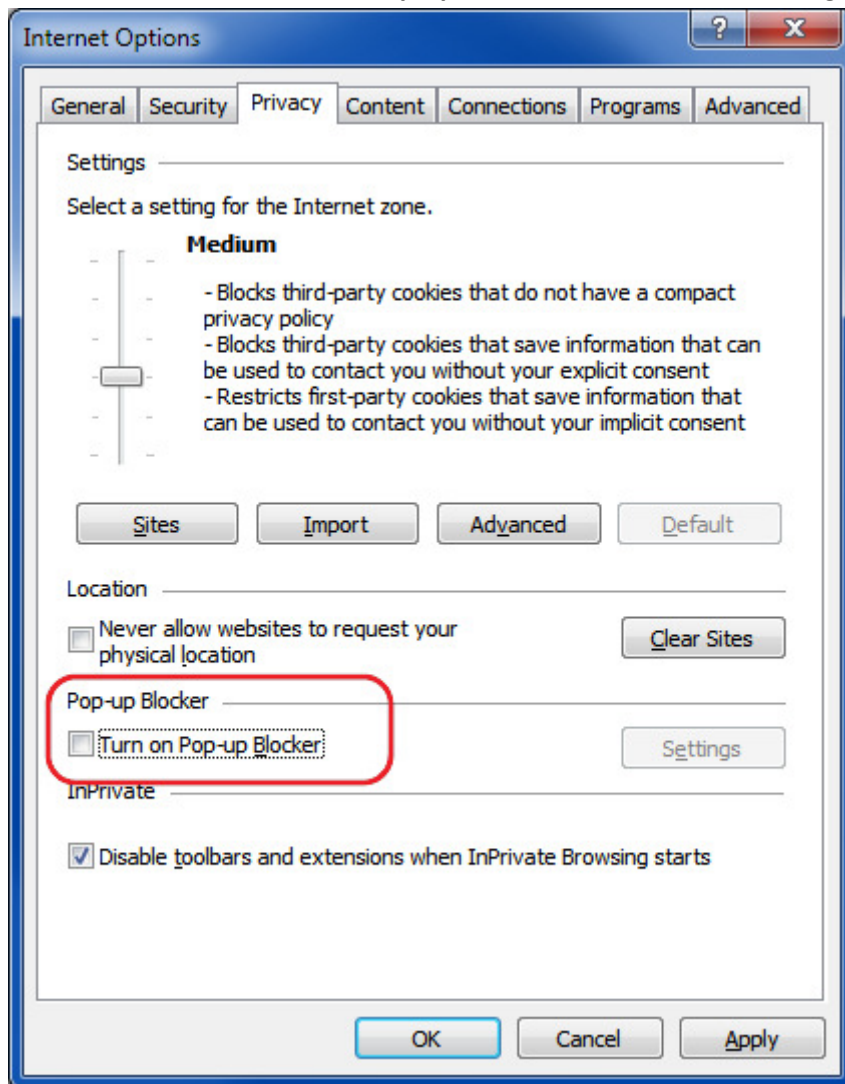 Internet Options
General Security Privacy Content Connections Programs Advanced
Settings
Select a setting for the Internet zone.
Medium
- Blocks third-party cookies that do not have a compact
privacy policy
- Blocks third-party cookies that save information that can
be used to contact you without your explicit consent
- Restricts first-party cookies that save information that
can be used to contact you without your implicit consent
Sites Import Advanced Default
Location
Never allow websites to request your
physical location
Clear Sites
Pop-up Blocker
Turn on Pop-up Blocker Settings
InPrivate
Disable toolbars and extensions when InPrivate Browsing starts
OK Cancel Apply